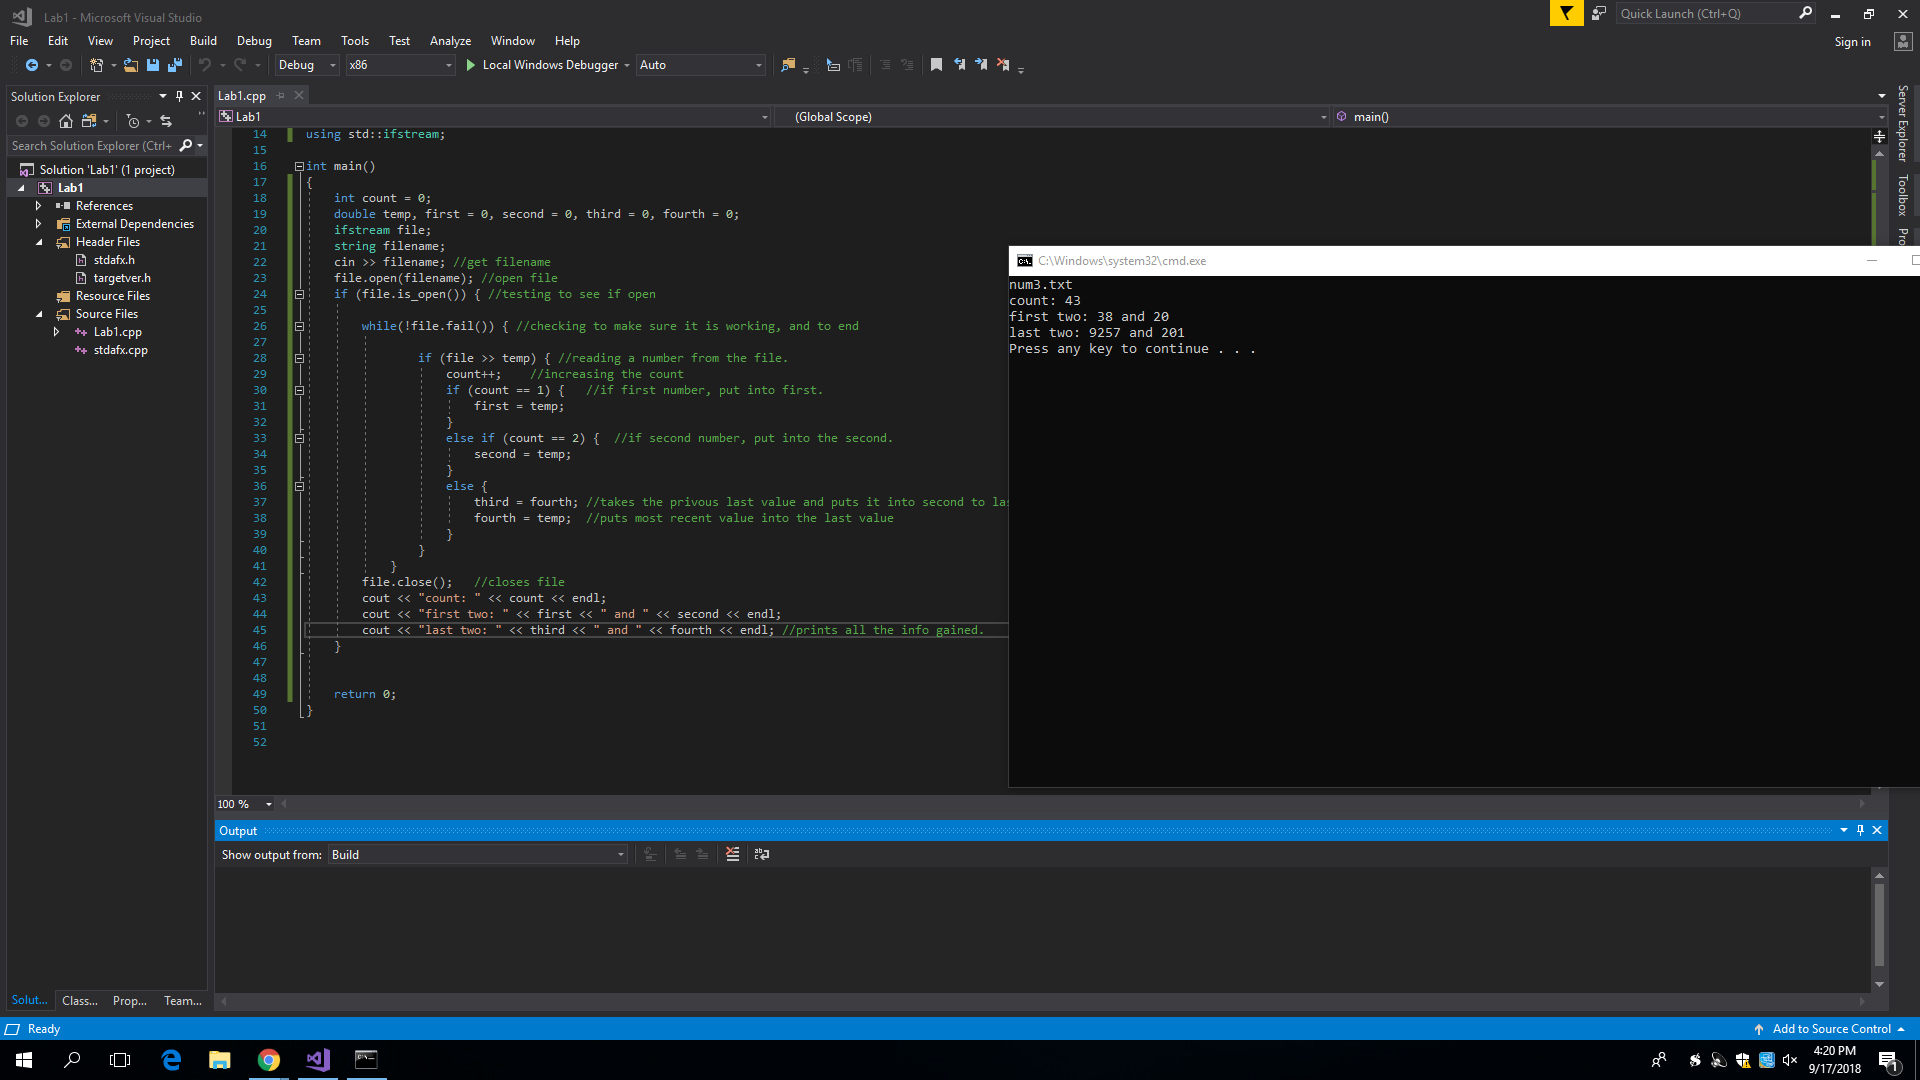 Lab1 - Microsoft Visual Studio
Quick Launch (Ctrl+Q)
File Edit View Project Build Debug Team Tools Test Analyze Window Help
Sign in
Debug x86 Local Windows Debugger Auto
Solution Explorer
Search Solution Explorer (Ctrl+
Solution 'Lab1' (1 project)
Lab1
References
External Dependencies
Header Files
stdafx.h
targetver.h
Resource Files
Source Files
Lab1.cpp
stdafx.cpp
Solut... Class... Prop... Team...
Lab1.cpp
Lab1 (Global Scope) main()
14 using std::ifstream;
15
16 int main()
17 {
18 int count = 0;
19 double temp, first = 0, second = 0, third = 0, fourth = 0;
20 ifstream file;
21 string filename;
22 cin >> filename; //get filename
23 file.open(filename); //open file
24 if (file.is_open()) { //testing to see if open
25
26 while(!file.fail()) { //checking to make sure it is working, and to end
27
28 if (file >> temp) { //reading a number from the file.
29 count++; //increasing the count
30 if (count == 1) { //if first number, put into first.
31 first = temp;
32 }
33 else if (count == 2) { //if second number, put into the second.
34 second = temp;
35 }
36 else {
37 third = fourth; //takes the privous last value and puts it into second to las
38 fourth = temp; //puts most recent value into the last value
39 }
40 }
41 }
42 file.close(); //closes file
43 cout << "count: " << count << endl;
44 cout << "first two: " << first << " and " << second << endl;
45 cout << "last two: " << third << " and " << fourth << endl; //prints all the info gained.
46 }
47
48
49 return 0;
50 }
51
52
100 %
C:\Windows\system32\cmd.exe
num3.txt
count: 43
first two: 38 and 20
last two: 9257 and 201
Press any key to continue . . .
Server Explorer
Toolbox
Output
Show output from: Build
Ready
Add to Source Control
4:20 PM
9/17/2018
1